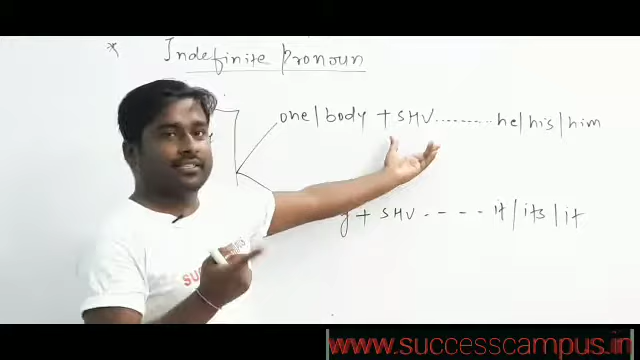 * Indefinite Pronoun
one/body + SHV......... he/his/him
y + SHV - - - - it/its/it
www.successcampus.in